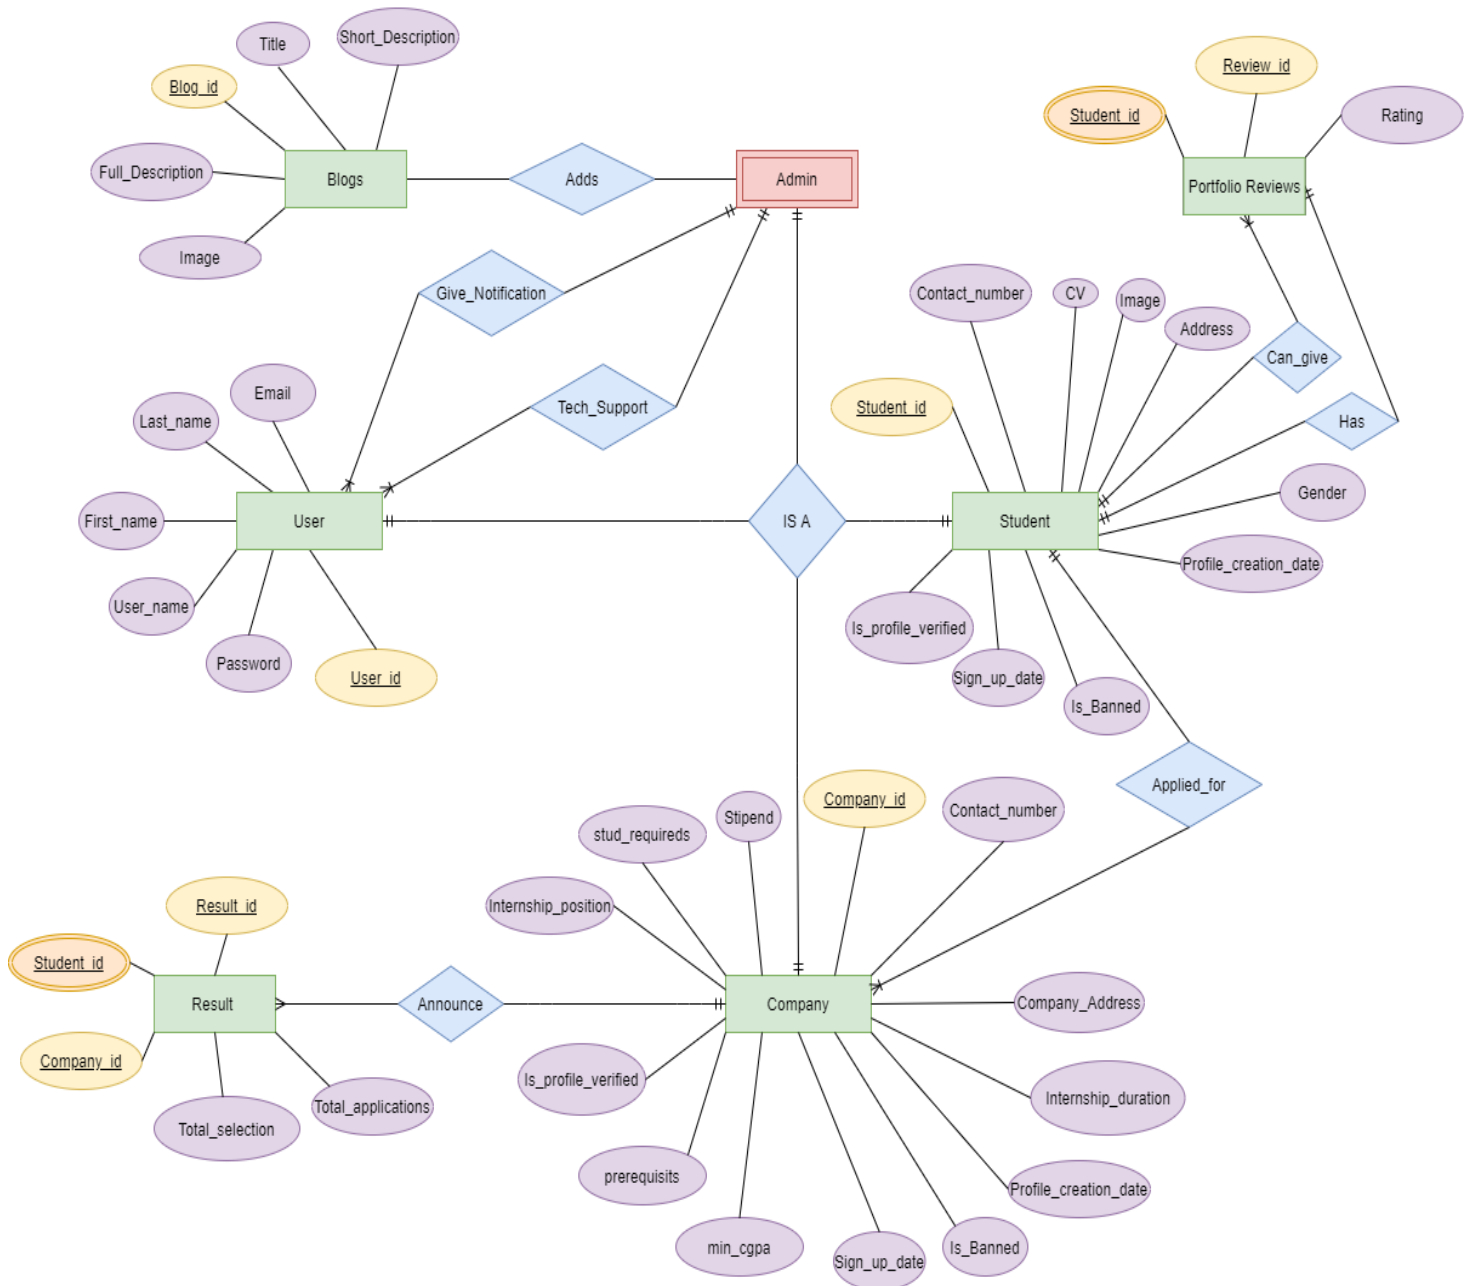 Short_Description
Title
Blog_id
Full_Description
Image
Blogs
Adds
Admin
Review_id
Student_id
Rating
Portfolio Reviews
Give_Notification
Tech_Support
Contact_number
CV
Image
Address
Can_give
Has
Student_id
Email
Last_name
First_name
User
User_name
Password
User_id
IS A
Student
Gender
Profile_creation_date
Is_profile_verified
Sign_up_date
Is_Banned
Applied_for
Company_id
Contact_number
Stipend
stud_requireds
Internship_position
Result_id
Student_id
Result
Company_id
Total_selection
Total_applications
Announce
Company
Company_Address
Internship_duration
Is_profile_verified
prerequisits
min_cgpa
Sign_up_date
Is_Banned
Profile_creation_date